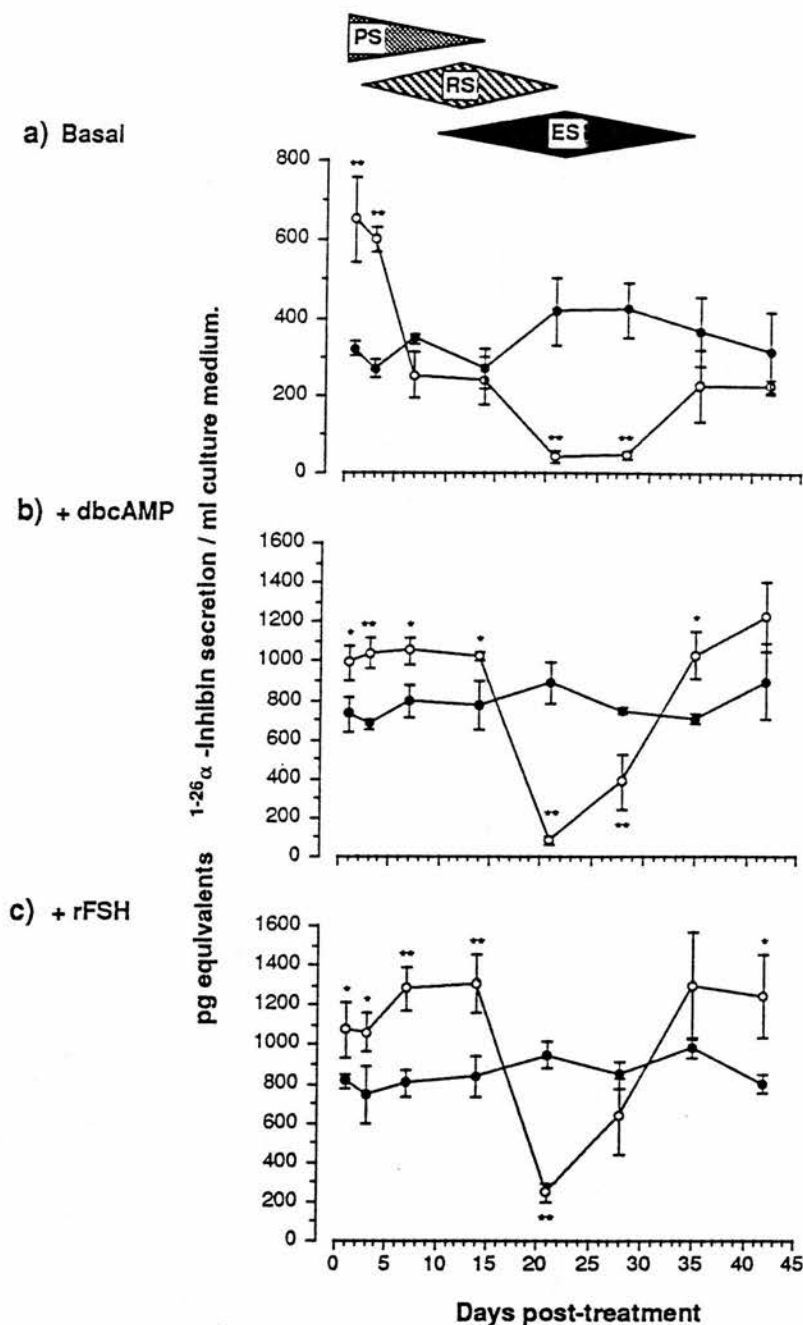 PS
RS
ES
a) Basal
800
600
400
200
0
** ** ** **
b) + dbcAMP
1600
1400
1200
1000
800
600
400
200
0
* ** * * ** ** *
c) + rFSH
1600
1400
1200
1000
800
600
400
200
0
* * ** ** ** *
0 5 10 15 20 25 30 35 40 45
Days post-treatment
pg equivalents 1-26α -Inhibin secretion / ml culture medium.